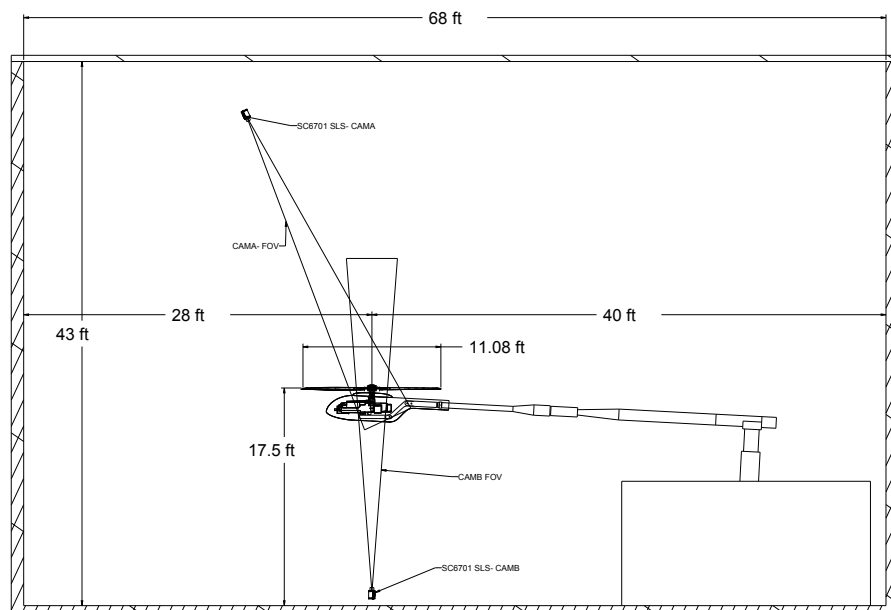 68 ft
SC6701 SLS- CAMA
CAMA- FOV
28 ft
40 ft
43 ft
11.08 ft
17.5 ft
CAMB FOV
SC6701 SLS- CAMB